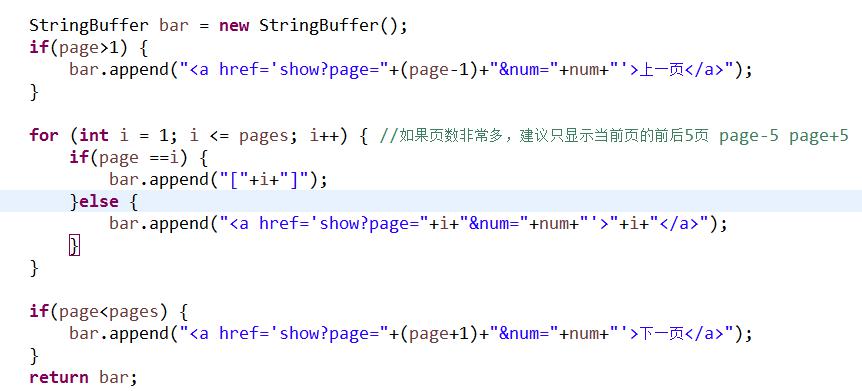 StringBuffer bar = new StringBuffer();
if(page>1) {
bar.append("<a href='show?page="+(page-1)+"&num="+num+"'>上一页</a>");
}
for (int i = 1; i <= pages; i++) { //如果页数非常多，建议只显示当前页的前后5页 page-5 page+5
if(page ==i) {
bar.append("["+i+"]");
}else {
bar.append("<a href='show?page="+i+"&num="+num+"'>"+i+"</a>");
}
}
if(page<pages) {
bar.append("<a href='show?page="+(page+1)+"&num="+num+"'>下一页</a>");
}
return bar;